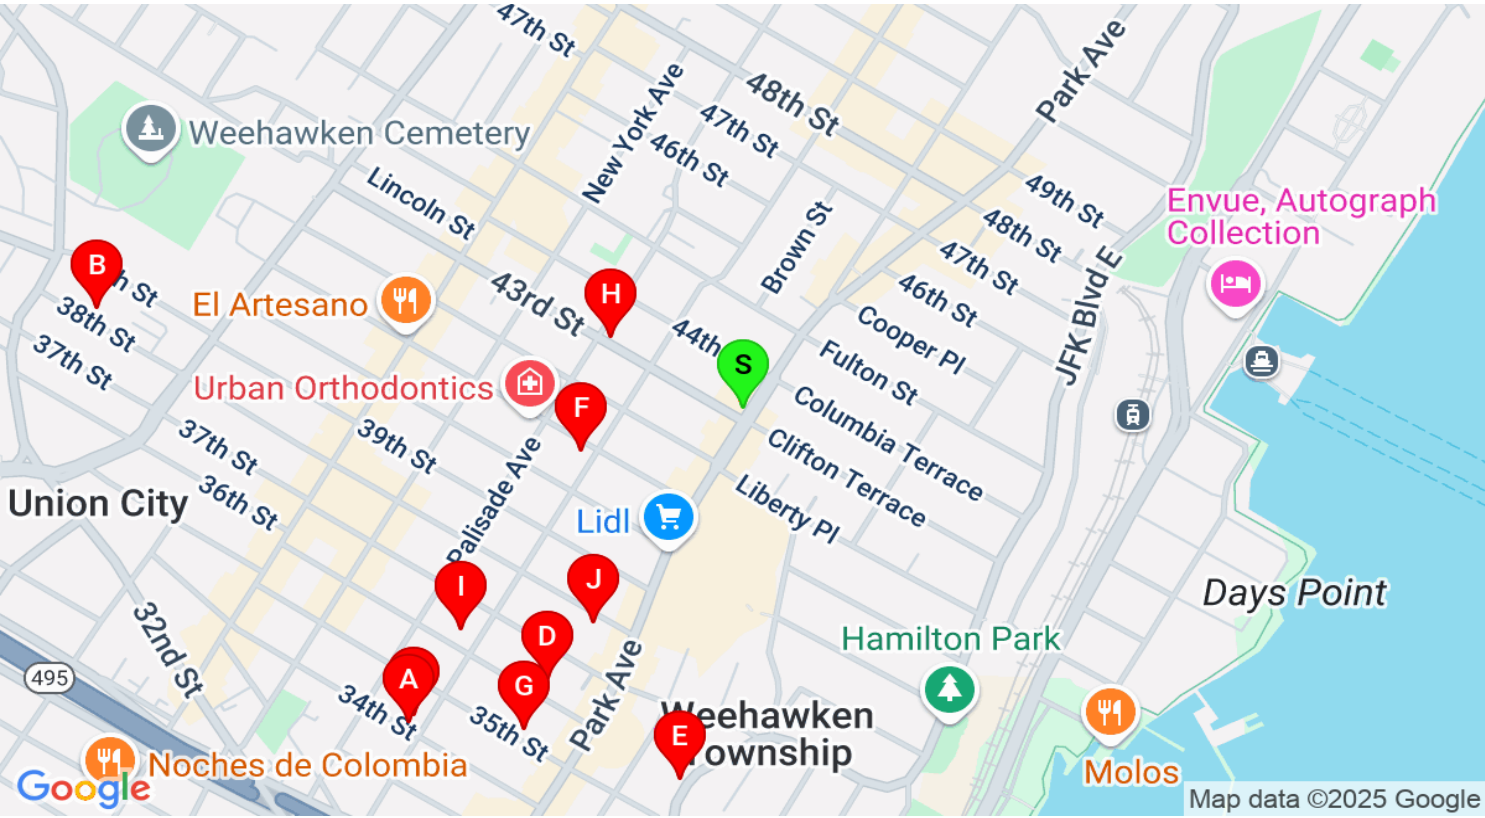 47th St
Park Ave
48th St
New York Ave
47th St
Weehawken Cemetery
46th St
Lincoln St
49th St
Envue, Autograph
Collection
48th St
Brown St
47th St
B
h St
JFK Blvd E
El Artesano
43rd St
H
46th St
38th St
44th
Cooper Pl
37th St
S
Fulton St
Urban Orthodontics
F
Columbia Terrace
39th St
37th St
Clifton Terrace
Palisade Ave
Union City
36th St
Liberty Pl
Lidl
I
J
Days Point
32nd St
D
Hamilton Park
495
A
G
34th St
35th St
Park Ave
Weehawken
Township
E
Noches de Colombia
Molos
Google
Map data ©2025 Google